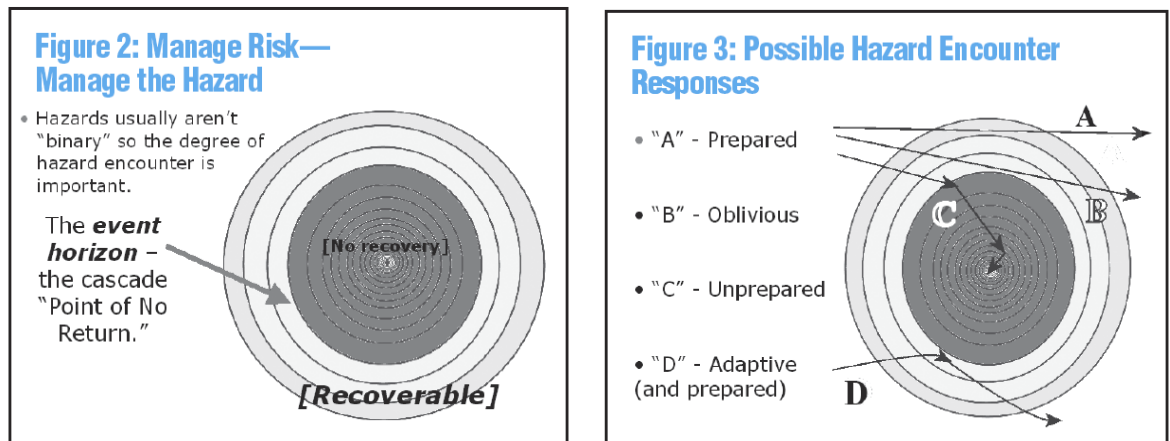 Figure 2: Manage Risk—
Manage the Hazard
• Hazards usually aren't
"binary" so the degree of
hazard encounter is
important.
The event
horizon –
the cascade
"Point of No
Return."
[No recovery]
[Recoverable]
Figure 3: Possible Hazard Encounter
Responses
• "A" - Prepared
• "B" - Oblivious
• "C" - Unprepared
• "D" - Adaptive
(and prepared)
A
B
C
D